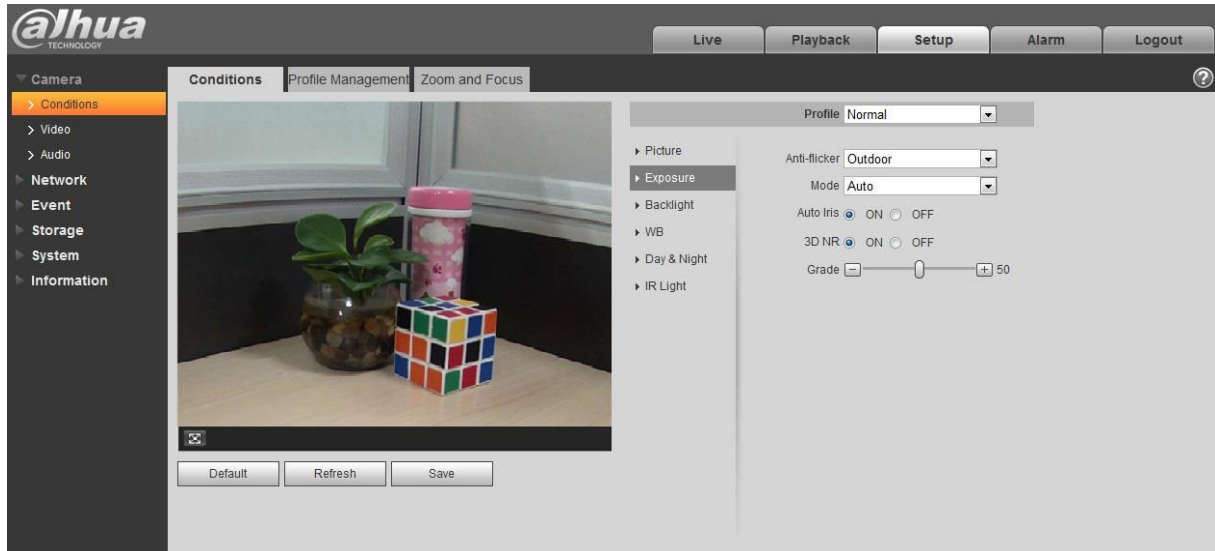 alhua
TECHNOLOGY
Live
Playback
Setup
Alarm
Logout
Camera
Conditions
Video
Audio
Network
Event
Storage
System
Information
Conditions
Profile Management
Zoom and Focus
?
Default
Refresh
Save
Profile Normal
Picture
Exposure
Backlight
WB
Day & Night
IR Light
Anti-flicker Outdoor
Mode Auto
Auto Iris ON OFF
3D NR ON OFF
Grade - + 50